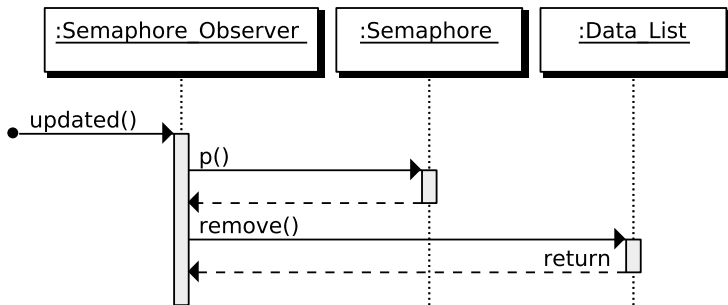 :Semaphore_Observer :Semaphore :Data_List
updated()
p()
remove()
return